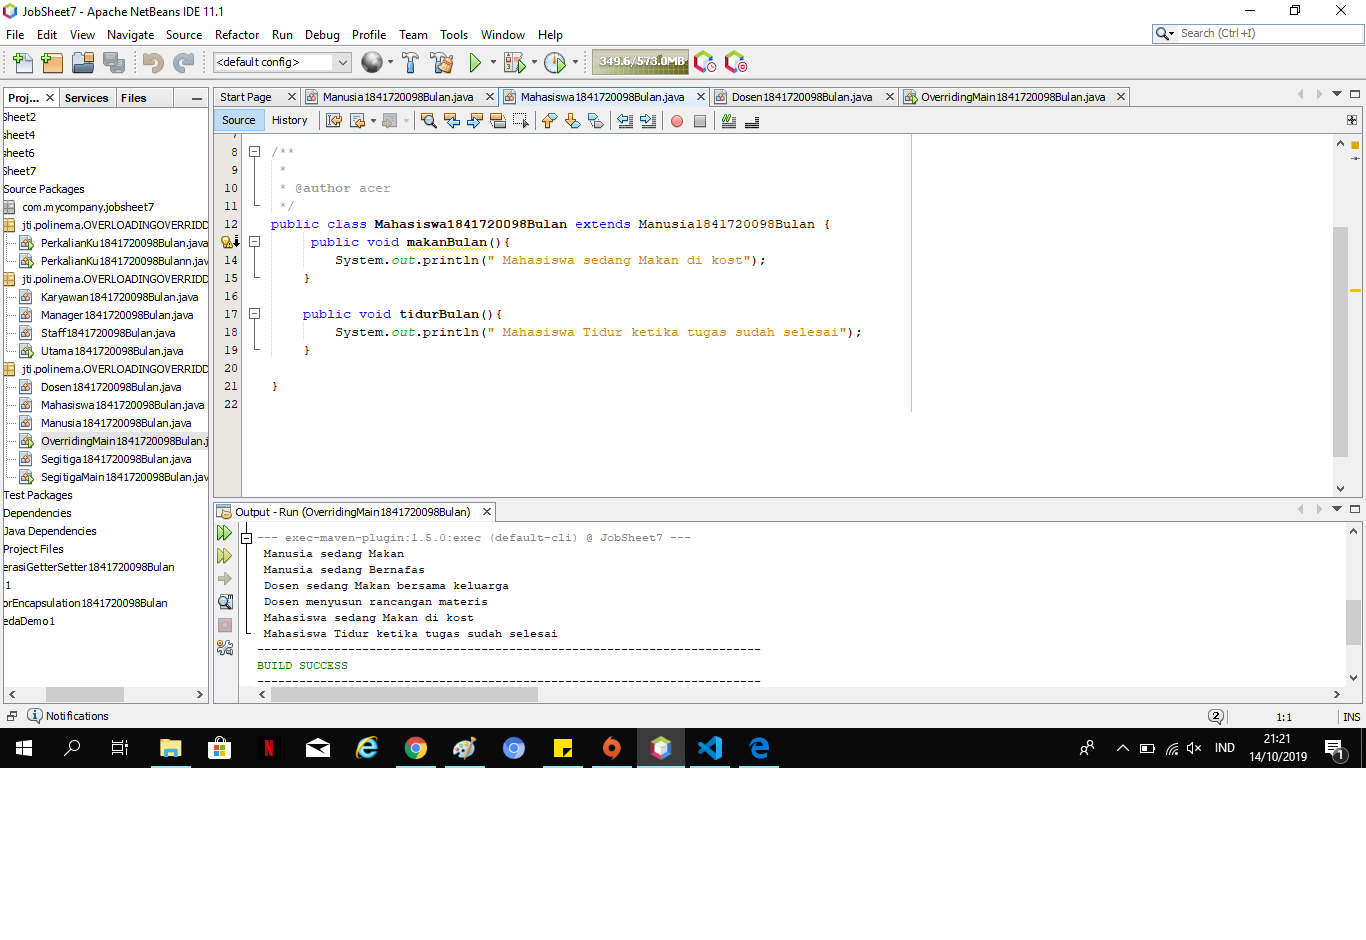 JobSheet7 - Apache NetBeans IDE 11.1
File Edit View Navigate Source Refactor Run Debug Profile Team Tools Window Help
Search (Ctrl+I)
<default config>
349.6/573.0MB
Proj... Services Files
Start Page Manusia1841720098Bulan.java Mahasiswa1841720098Bulan.java Dosen1841720098Bulan.java OverridingMain1841720098Bulan.java
Source History
Sheet2
sheet4
sheet6
Sheet7
Source Packages
com.mycompany.jobsheet7
jti.polinema.OVERLOADINGOVERRIDD
PerkalianKu1841720098Bulan.java
PerkalianKu1841720098Bulann.java
jti.polinema.OVERLOADINGOVERRIDD
Karyawan1841720098Bulan.java
Manager1841720098Bulan.java
Staff1841720098Bulan.java
Utama1841720098Bulan.java
jti.polinema.OVERLOADINGOVERRIDD
Dosen1841720098Bulan.java
Mahasiswa1841720098Bulan.java
Manusia1841720098Bulan.java
OverridingMain1841720098Bulan.j
Segitiga1841720098Bulan.java
SegitigaMain1841720098Bulan.jav
Test Packages
Dependencies
Java Dependencies
Project Files
erasiGetterSetter1841720098Bulan
s1
orEncapsulation1841720098Bulan
edaDemo1
7
8 /**
9 *
10 * @author acer
11 */
12 public class Mahasiswa1841720098Bulan extends Manusia1841720098Bulan {
public void makanBulan(){
14 System.out.println(" Mahasiswa sedang Makan di kost");
15 }
16
17 public void tidurBulan(){
18 System.out.println(" Mahasiswa Tidur ketika tugas sudah selesai");
19 }
20
21 }
22
Output - Run (OverridingMain1841720098Bulan)
--- exec-maven-plugin:1.5.0:exec (default-cli) @ JobSheet7 ---
Manusia sedang Makan
Manusia sedang Bernafas
Dosen sedang Makan bersama keluarga
Dosen menyusun rancangan materis
Mahasiswa sedang Makan di kost
Mahasiswa Tidur ketika tugas sudah selesai
------------------------------------------------------------------------
BUILD SUCCESS
------------------------------------------------------------------------
Notifications
2
1:1
INS
IND
21:21
14/10/2019
1